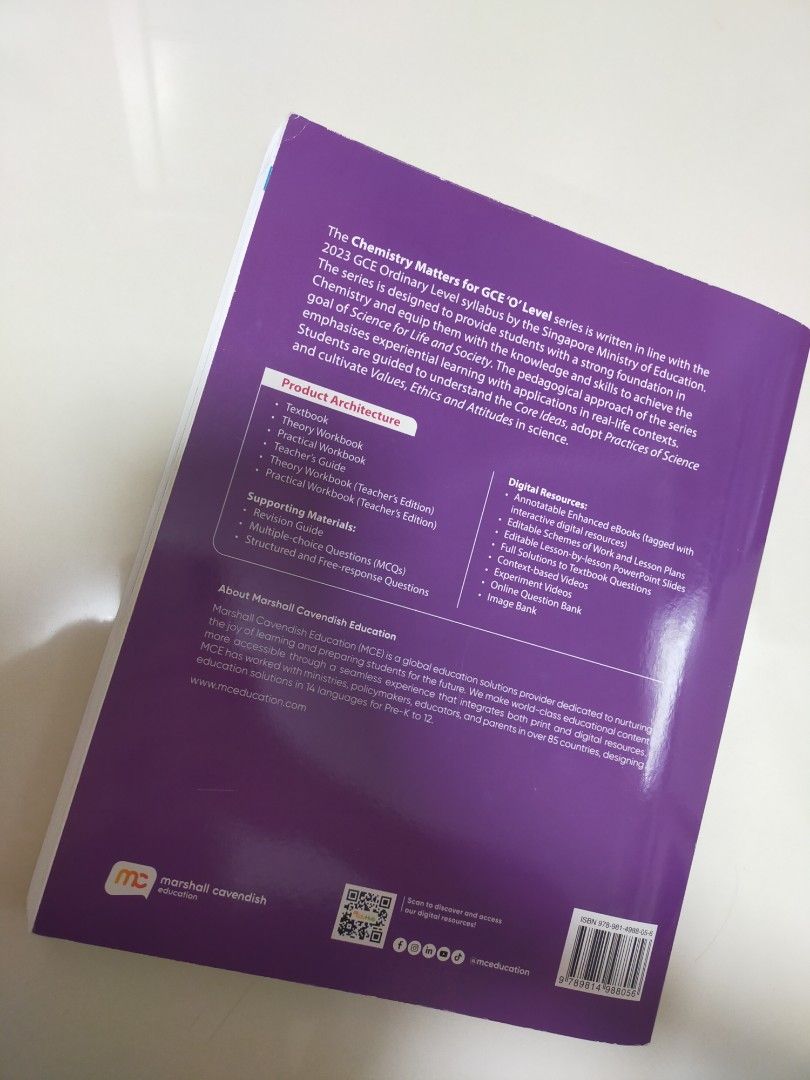 The Chemistry Matters for GCE 'O' Level series is written in line with the
2023 GCE Ordinary Level syllabus by the Singapore Ministry of Education.
The series is designed to provide students with a strong foundation in
Chemistry and equip them with the knowledge and skills to achieve the
goal of Science for Life and Society. The pedagogical approach of the series
emphasises experiential learning with applications in real-life contexts.
Students are guided to understand the Core Ideas, adopt Practices of Science
and cultivate Values, Ethics and Attitudes in science.
Product Architecture
• Textbook
• Theory Workbook
• Practical Workbook
• Teacher's Guide
• Theory Workbook (Teacher's Edition)
• Practical Workbook (Teacher's Edition)
Supporting Materials:
• Revision Guide
• Multiple-choice Questions (MCQs)
• Structured and Free-response Questions
Digital Resources:
• Annotatable Enhanced eBooks (tagged with
interactive digital resources)
• Editable Schemes of Work and Lesson Plans
• Editable Lesson-by-lesson PowerPoint Slides
• Full Solutions to Textbook Questions
• Context-based Videos
• Experiment Videos
• Online Question Bank
• Image Bank
About Marshall Cavendish Education
Marshall Cavendish Education (MCE) is a global education solutions provider dedicated to nurturing
the joy of learning and preparing students for the future. We make world-class educational content
more accessible through a seamless experience that integrates both print and digital resources.
MCE has worked with ministries, policymakers, educators, and parents in over 85 countries, designing
education solutions in 14 languages for Pre-K to 12.
www.mceducation.com
mc marshall cavendish
education
Scan to discover and access
our digital resources!
@mceducation
ISBN 978-981-4988-05-6
9 789814 988056